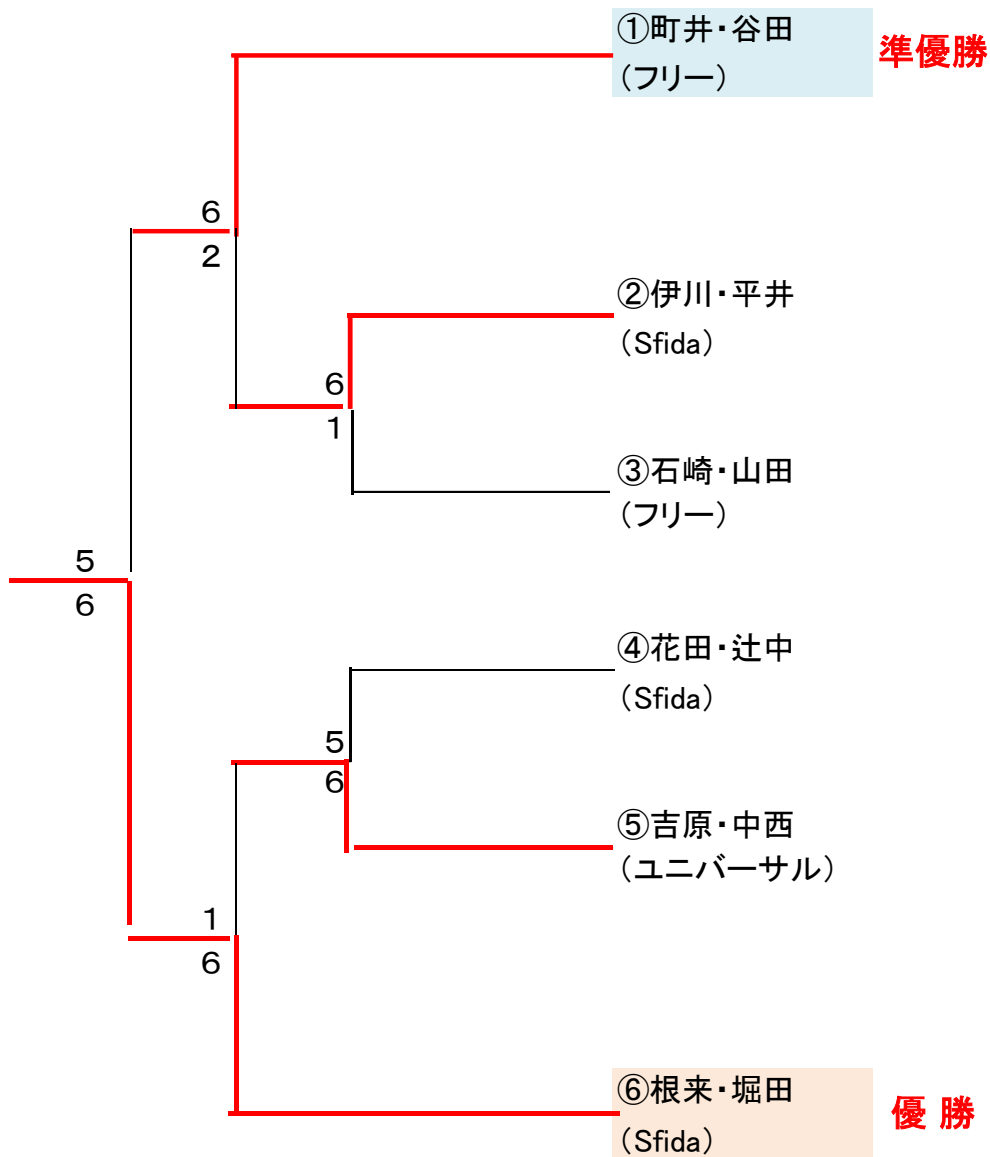 ①町井・谷田
（フリー）
準優勝
6
2
②伊川・平井
（Sfida）
6
1
③石崎・山田
（フリー）
5
6
④花田・辻中
（Sfida）
5
6
⑤吉原・中西
（ユニバーサル）
1
6
⑥根来・堀田
（Sfida）
優 勝